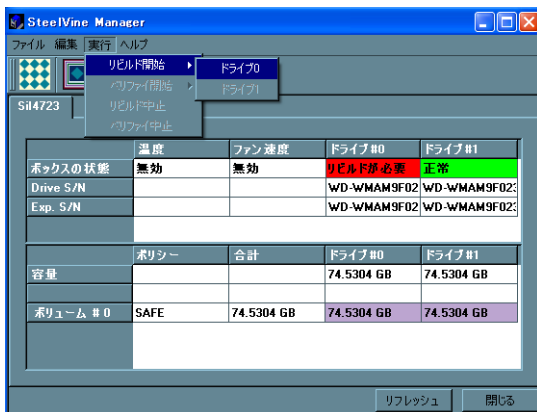 SteelVine Manager
ファイル 編集 実行 ヘルプ
リビルド開始 ドライブ0
ベリファイ開始 ドライブ1
リビルド中止
ベリファイ中止
SiI4723
温度 ファン速度 ドライブ#0 ドライブ#1
ボックスの状態 無効 無効 リビルドが必要 正常
Drive S/N WD-WMAM9F02 WD-WMAM9F023
Exp. S/N WD-WMAM9F02 WD-WMAM9F023
ポリシー 合計 ドライブ#0 ドライブ#1
容量 74.5304 GB 74.5304 GB
ボリューム #0 SAFE 74.5304 GB 74.5304 GB 74.5304 GB
リフレッシュ 閉じる